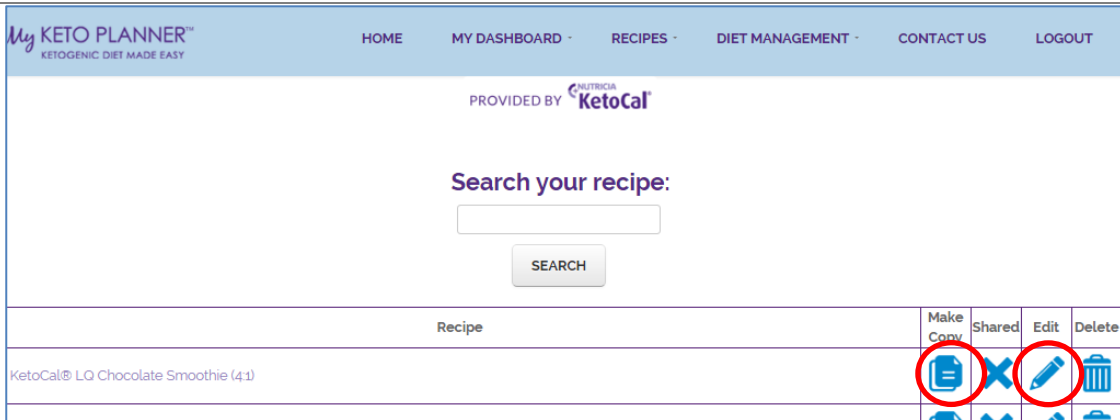 My KETO PLANNER™
KETOGENIC DIET MADE EASY
HOME MY DASHBOARD RECIPES DIET MANAGEMENT CONTACT US LOGOUT
PROVIDED BY NUTRICIA KetoCal®
Search your recipe:
SEARCH
Recipe Make Copy Shared Edit Delete
KetoCal® LQ Chocolate Smoothie (4:1)